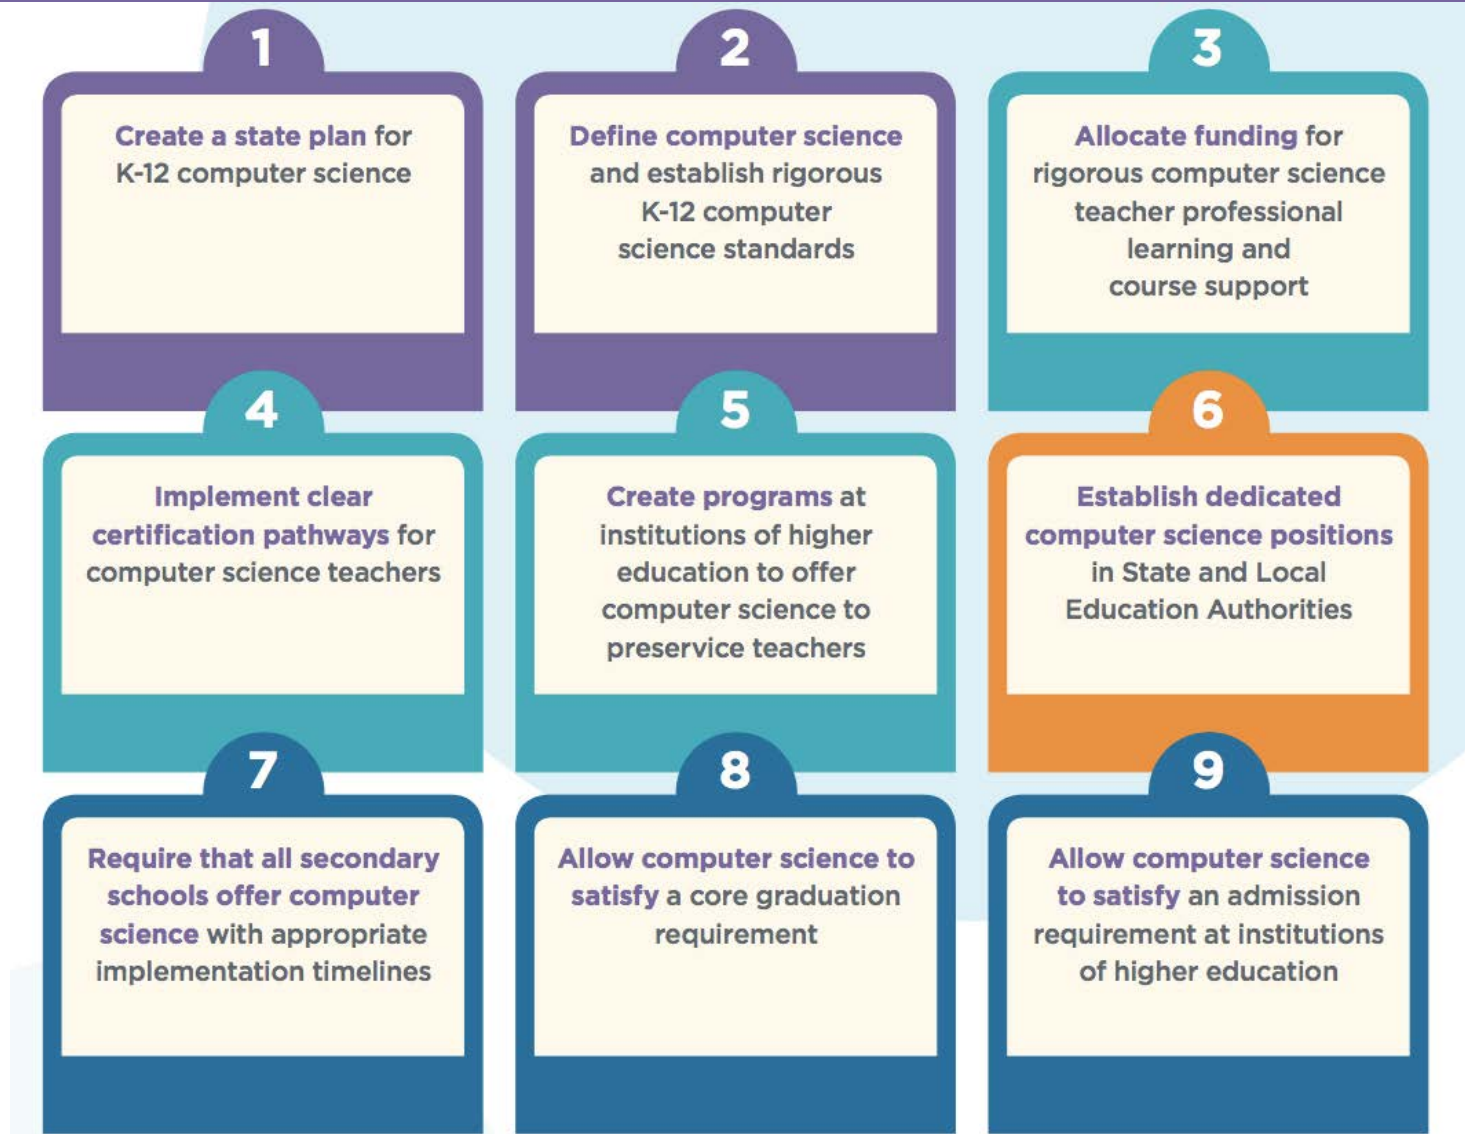 1
Create a state plan for
K-12 computer science
2
Define computer science
and establish rigorous
K-12 computer
science standards
3
Allocate funding for
rigorous computer science
teacher professional
learning and
course support
4
Implement clear
certification pathways for
computer science teachers
5
Create programs at
institutions of higher
education to offer
computer science to
preservice teachers
6
Establish dedicated
computer science positions
in State and Local
Education Authorities
7
Require that all secondary
schools offer computer
science with appropriate
implementation timelines
8
Allow computer science to
satisfy a core graduation
requirement
9
Allow computer science
to satisfy an admission
requirement at institutions
of higher education